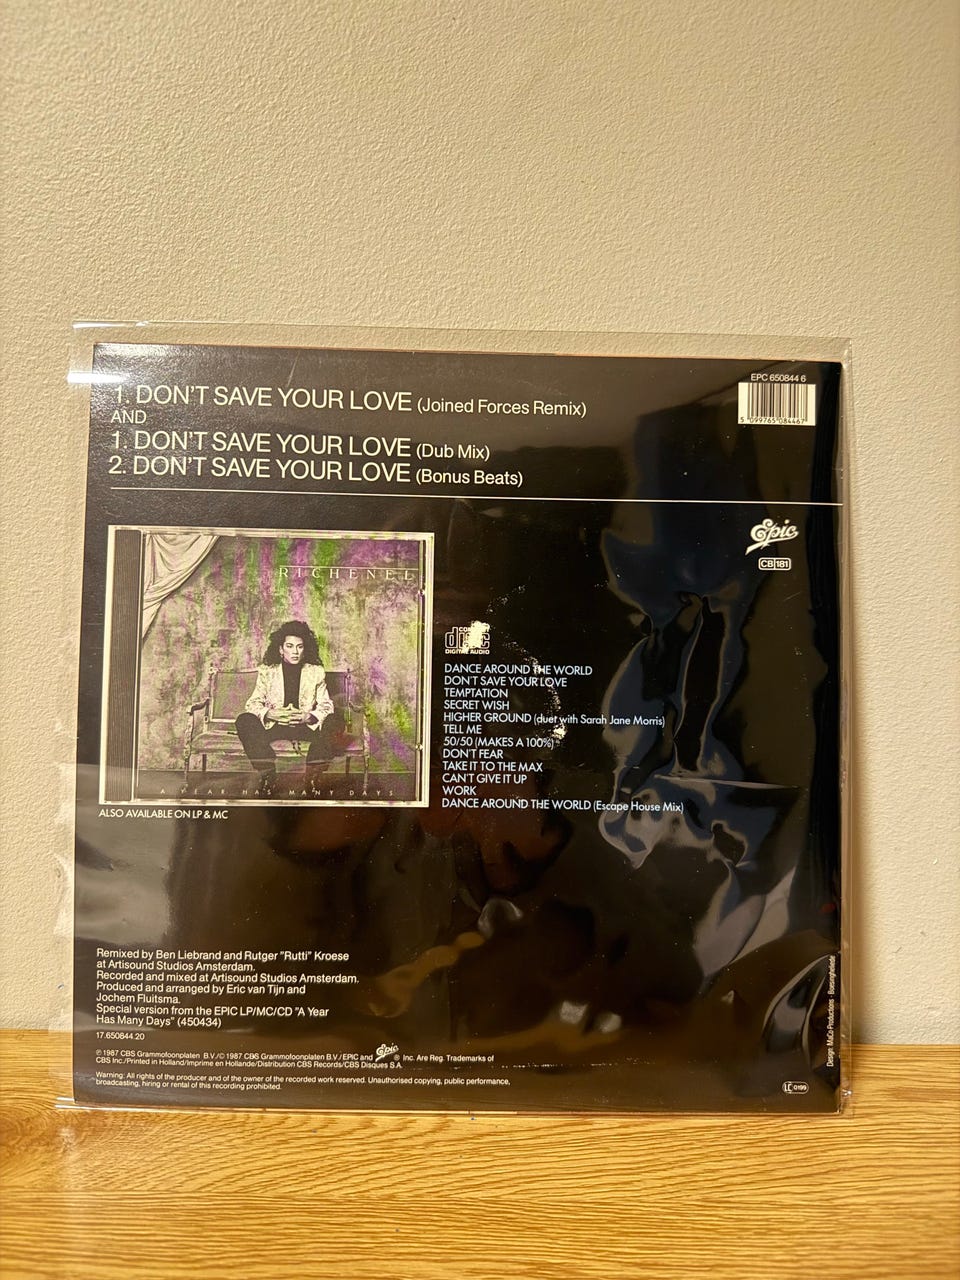 EPC 650844 6
5 099765 084467
1. DON'T SAVE YOUR LOVE (Joined Forces Remix)
AND
1. DON'T SAVE YOUR LOVE (Dub Mix)
2. DON'T SAVE YOUR LOVE (Bonus Beats)
Epic
CB 181
RICHENEL
A YEAR HAS MANY DAYS
ALSO AVAILABLE ON LP & MC
COMPACT
disc
DIGITAL AUDIO
DANCE AROUND THE WORLD
DON'T SAVE YOUR LOVE
TEMPTATION
SECRET WISH
HIGHER GROUND (duet with Sarah Jane Morris)
TELL ME
50/50 (MAKES A 100%)
DON'T FEAR
TAKE IT TO THE MAX
CAN'T GIVE IT UP
WORK
DANCE AROUND THE WORLD (Escape House Mix)
Remixed by Ben Liebrand and Rutger "Rutti" Kroese
at Artisound Studios Amsterdam.
Recorded and mixed at Artisound Studios Amsterdam.
Produced and arranged by Eric van Tijn and
Jochem Fluitsma.
Special version from the EPIC LP/MC/CD "A Year
Has Many Days" (450434)
17.650844.20
℗ 1987 CBS Grammofoonplaten B.V./© 1987 CBS Grammofoonplaten B.V./EPIC and Epic ® Inc. Are Reg. Trademarks of
CBS Inc./Printed in Holland/Imprime en Hollande/Distribution CBS Records/CBS Disques S.A.
Warning: All rights of the producer and of the owner of the recorded work reserved. Unauthorised copying, public performance,
broadcasting, hiring or rental of this recording prohibited.
Design: McCo Productions - Boesinghelede
LC 0199